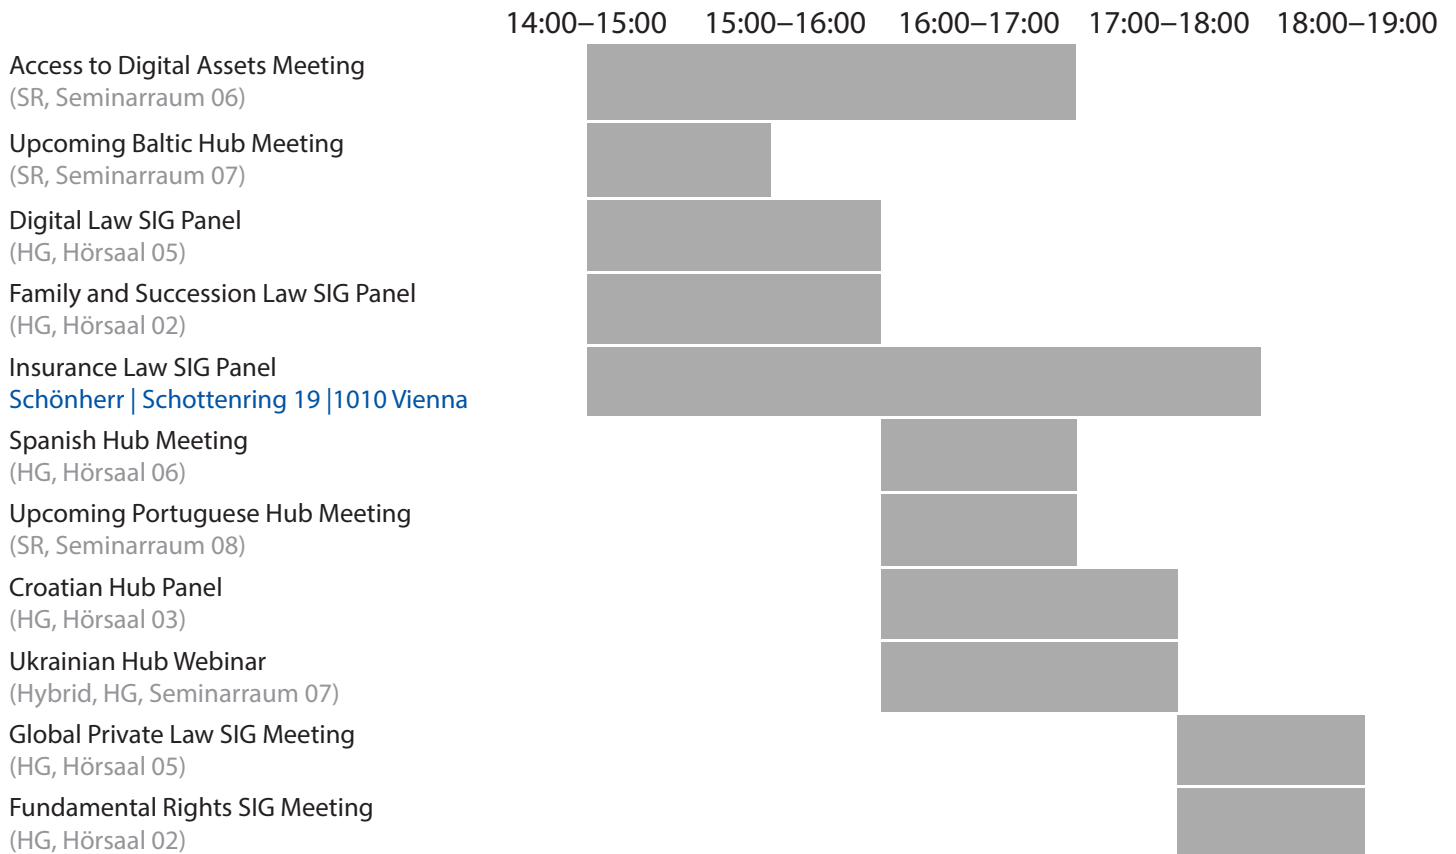 14:00–15:00 15:00–16:00 16:00–17:00 17:00–18:00 18:00–19:00
Access to Digital Assets Meeting
(SR, Seminarraum 06)
Upcoming Baltic Hub Meeting
(SR, Seminarraum 07)
Digital Law SIG Panel
(HG, Hörsaal 05)
Family and Succession Law SIG Panel
(HG, Hörsaal 02)
Insurance Law SIG Panel
Schönherr | Schottenring 19 |1010 Vienna
Spanish Hub Meeting
(HG, Hörsaal 06)
Upcoming Portuguese Hub Meeting
(SR, Seminarraum 08)
Croatian Hub Panel
(HG, Hörsaal 03)
Ukrainian Hub Webinar
(Hybrid, HG, Seminarraum 07)
Global Private Law SIG Meeting
(HG, Hörsaal 05)
Fundamental Rights SIG Meeting
(HG, Hörsaal 02)